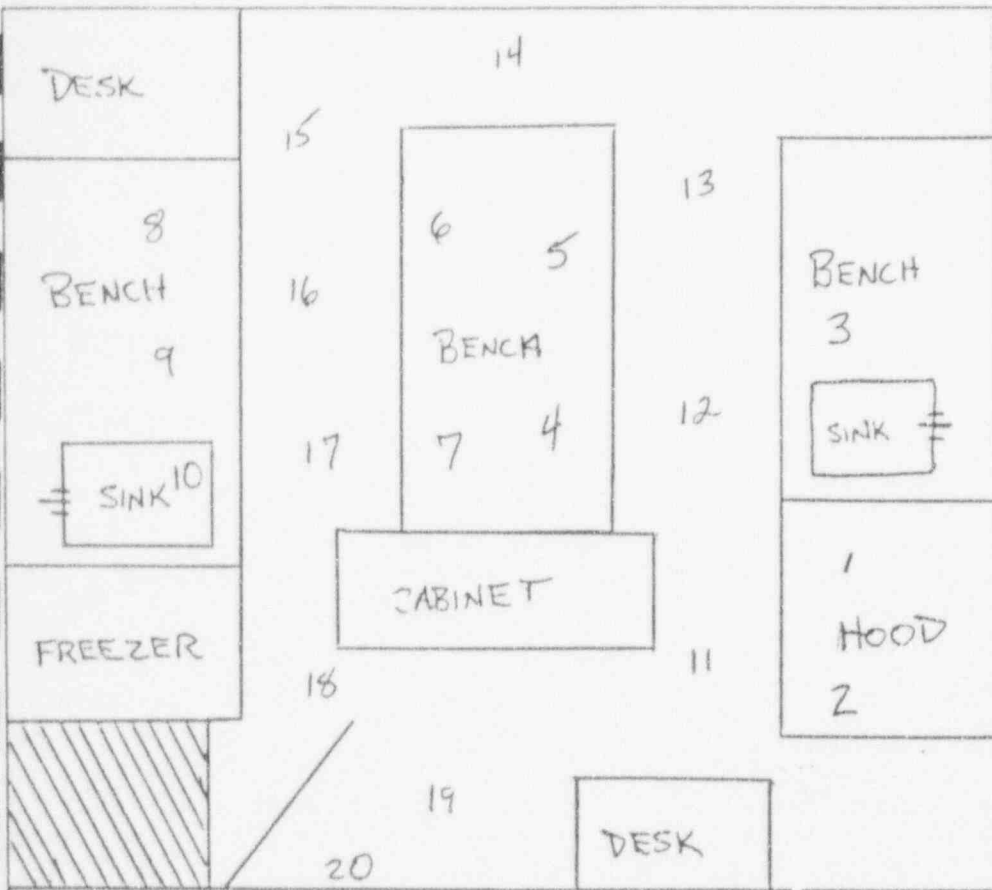 14
DESK
15
13
8
6
5
BENCH
16
BENCH
3
BENCH
9
12
SINK
17
7
4
SINK
10
1
CABINET
HOOD
FREEZER
11
18
2
19
DESK
20